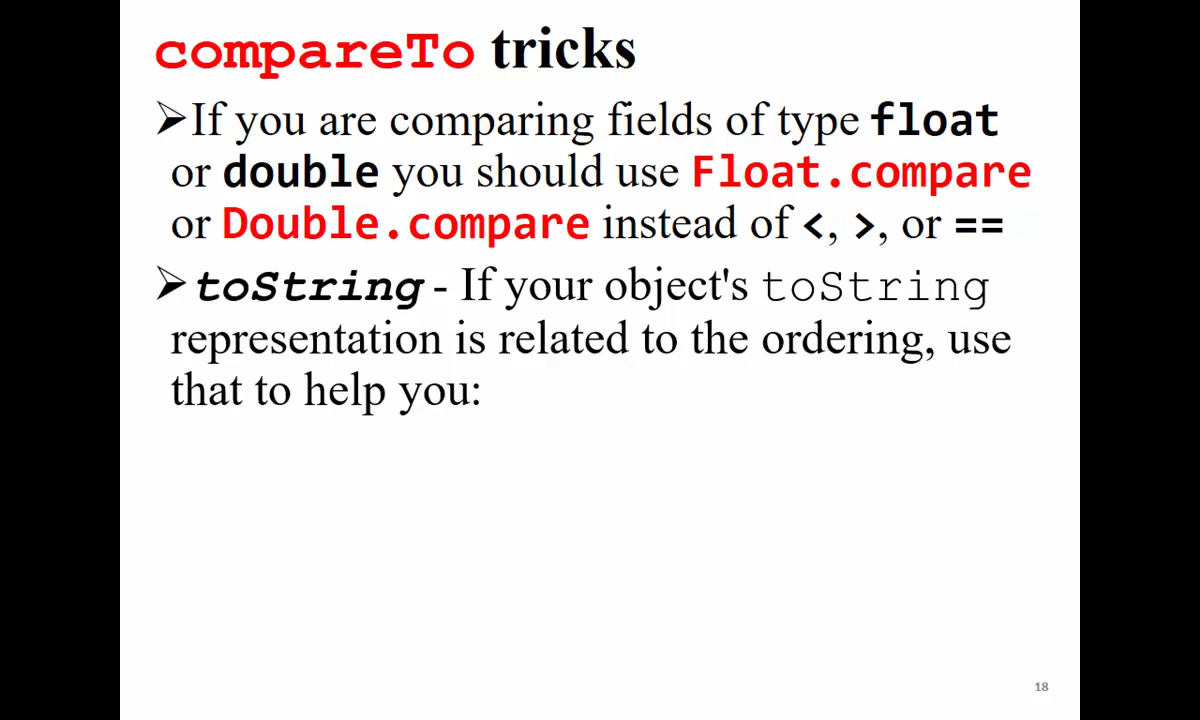 compareTo tricks
➢If you are comparing fields of type float
or double you should use Float.compare
or Double.compare instead of <, >, or ==
➢toString - If your object's toString
representation is related to the ordering, use
that to help you:
18